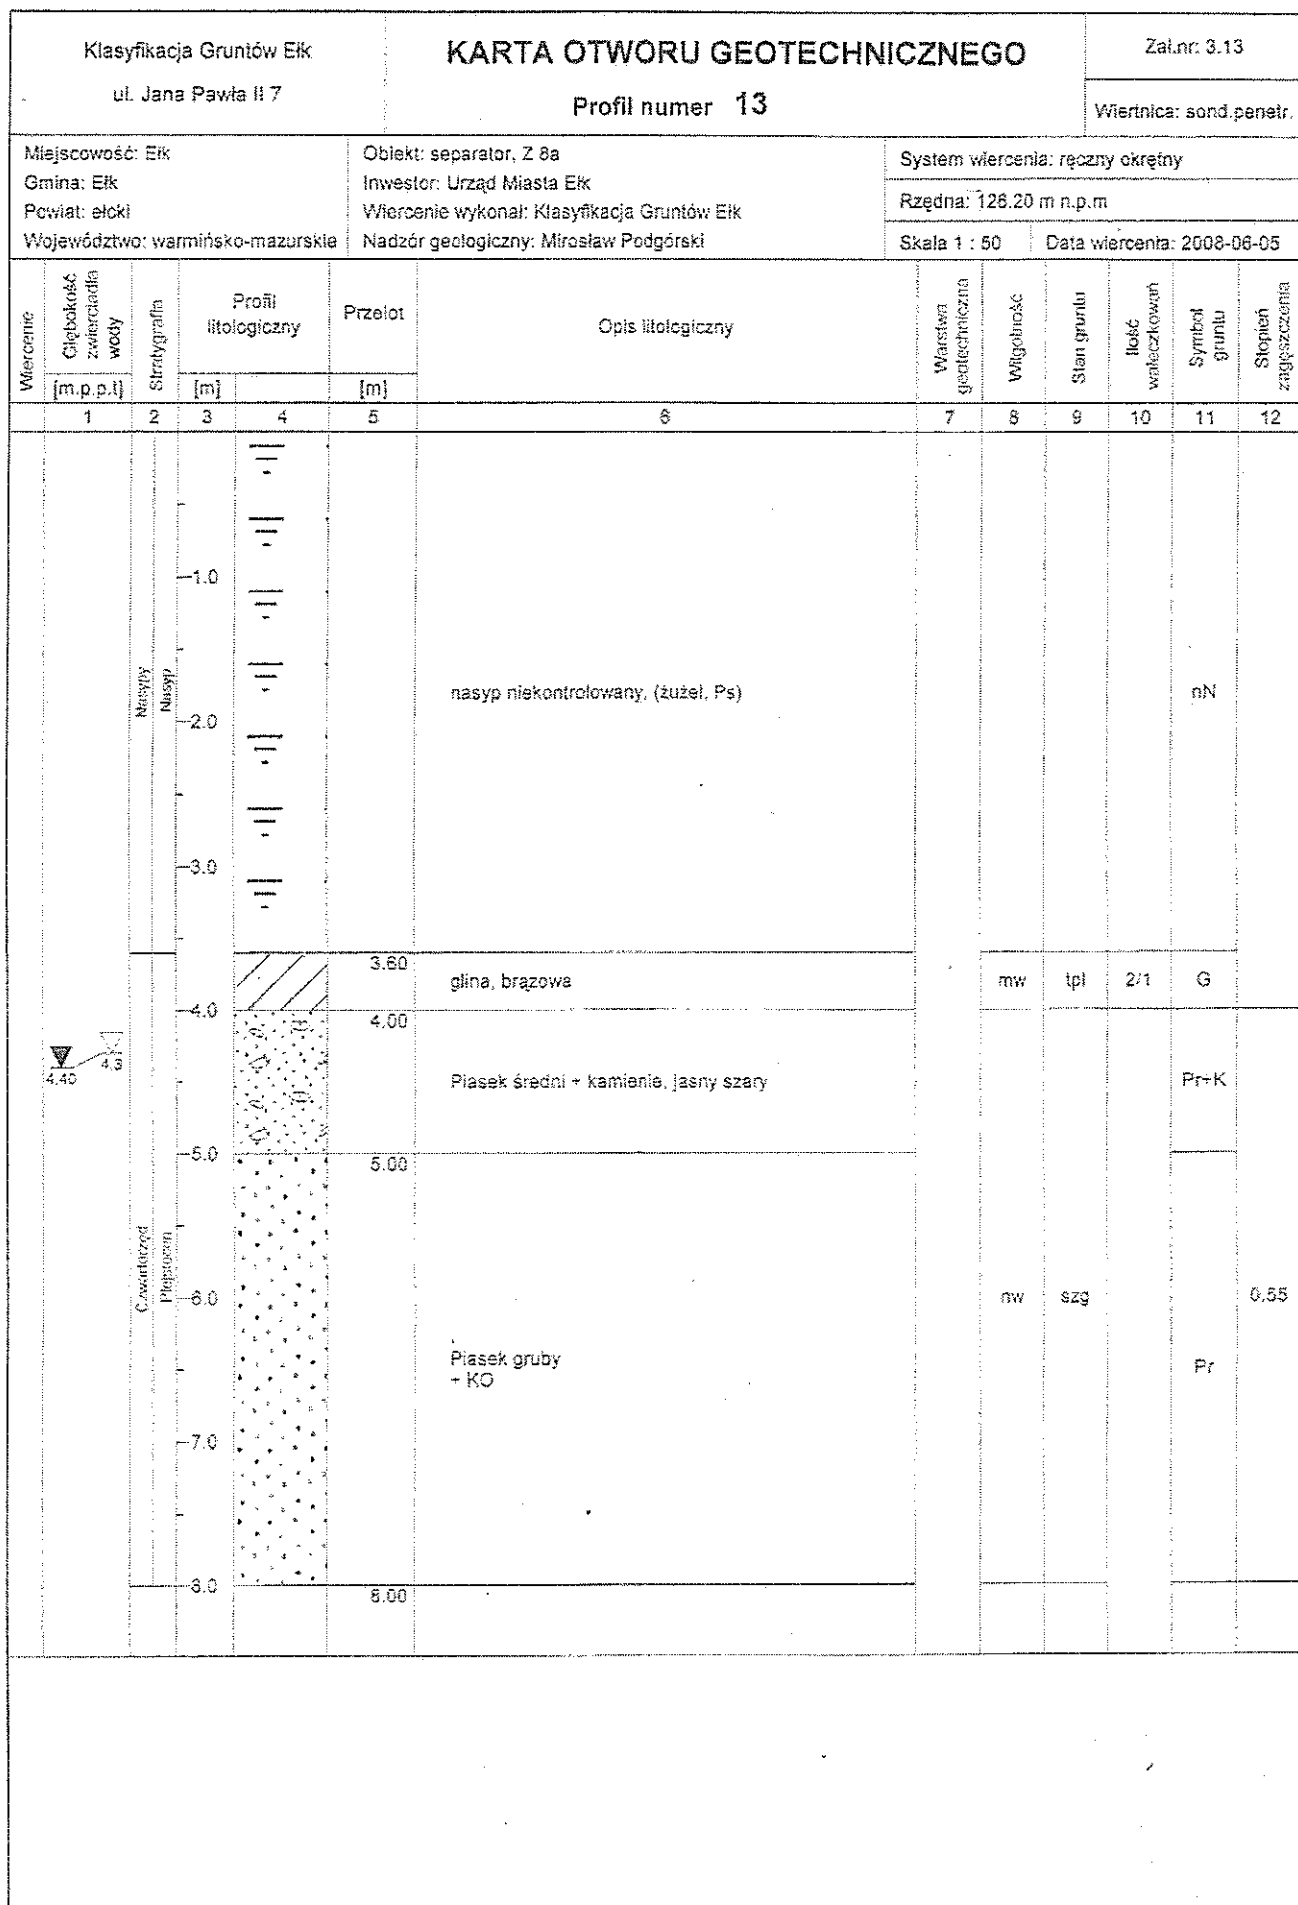 Klasyfikacja Gruntów Ełk
ul. Jana Pawła II 7
KARTA OTWORU GEOTECHNICZNEGO
Profil numer 13
Zał.nr: 3.13
Wiertnica: sond.penetr.
Miejscowość: Ełk
Gmina: Ełk
Powiat: ełcki
Województwo: warmińsko-mazurskie
Obiekt: separator, Z 8a
Inwestor: Urząd Miasta Ełk
Wiercenie wykonał: Klasyfikacja Gruntów Ełk
Nadzór geologiczny: Mirosław Podgórski
System wiercenia: ręczny okrętny
Rzędna: 126.20 m n.p.m
Skala 1 : 50
Data wiercenia: 2008-06-05
Wiercenie
Głębokość
zwierciadła
wody
[m.p.p.t]
Stratygrafia
Profil
litologiczny
[m]
Przelot
[m]
Opis litologiczny
Warstwa
geotechniczna
Wilgotność
Stan gruntu
Ilość
wałeczkowań
Symbol
gruntu
Stopień
zagęszczenia
1 2 3 4 5 6 7 8 9 10 11 12
1.0
Nasypy
Nasyp
nasyp niekontrolowany, (żużel, Ps)
nN
2.0
3.0
3.60
glina, brązowa
mw tpl 2/1 G
4.0
4.00
4.40
4.3
Piasek średni + kamienie, jasny szary
Pr+K
5.0
5.00
Czwartorzęd
Plejstocen
6.0
nw szg
0.55
Piasek gruby
+ KO
Pr
7.0
8.0
8.00